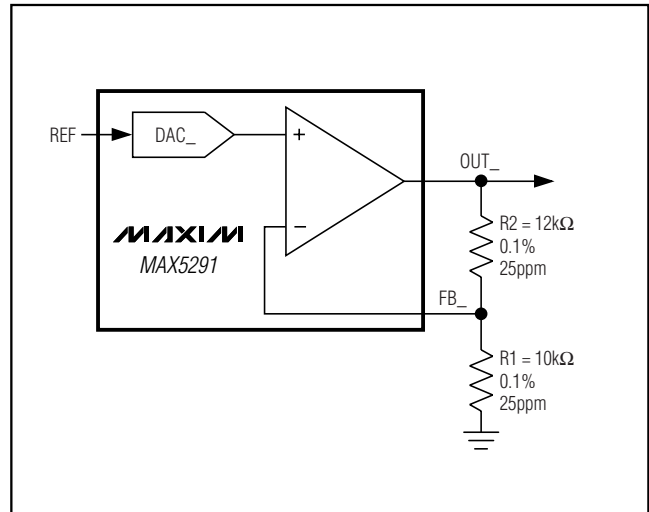 REF
DAC_
+
−
OUT_
R2 = 12kΩ
0.1%
25ppm
MAXIM
MAX5291
FB_
R1 = 10kΩ
0.1%
25ppm